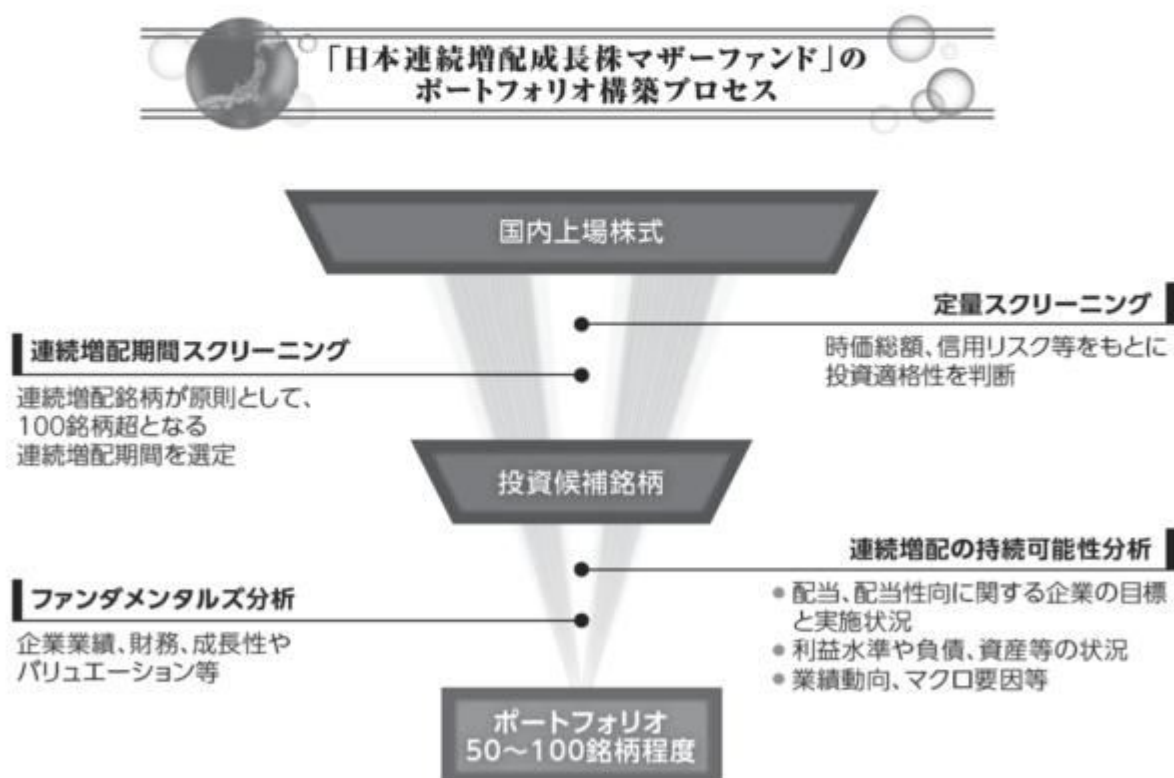 「日本連続増配成長株マザーファンド」の
ポートフォリオ構築プロセス
国内上場株式
定量スクリーニング
時価総額、信用リスク等をもとに
投資適格性を判断
連続増配期間スクリーニング
連続増配銘柄が原則として、
100銘柄超となる
連続増配期間を選定
投資候補銘柄
連続増配の持続可能性分析
●配当、配当性向に関する企業の目標
と実施状況
●利益水準や負債、資産等の状況
●業績動向、マクロ要因等
ファンダメンタルズ分析
企業業績、財務、成長性や
バリュエーション等
ポートフォリオ
50〜100銘柄程度